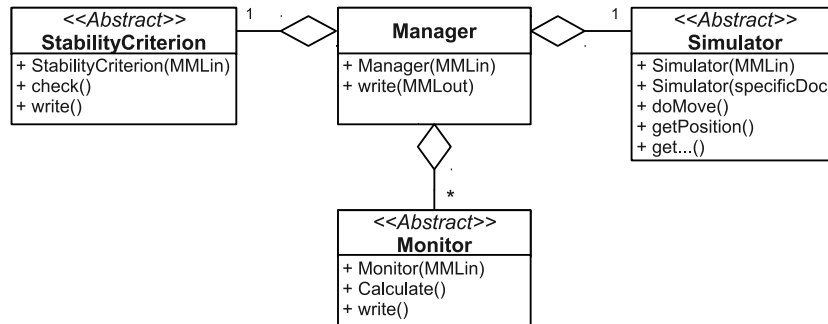 <<Abstract>>
StabilityCriterion
+ StabilityCriterion(MMLin)
+ check()
+ write()
1
Manager
+ Manager(MMLin)
+ write(MMLout)
1
<<Abstract>>
Simulator
+ Simulator(MMLin)
+ Simulator(specificDoc
+ doMove()
+ getPosition()
+ get...()
*
<<Abstract>>
Monitor
+ Monitor(MMLin)
+ Calculate()
+ write()